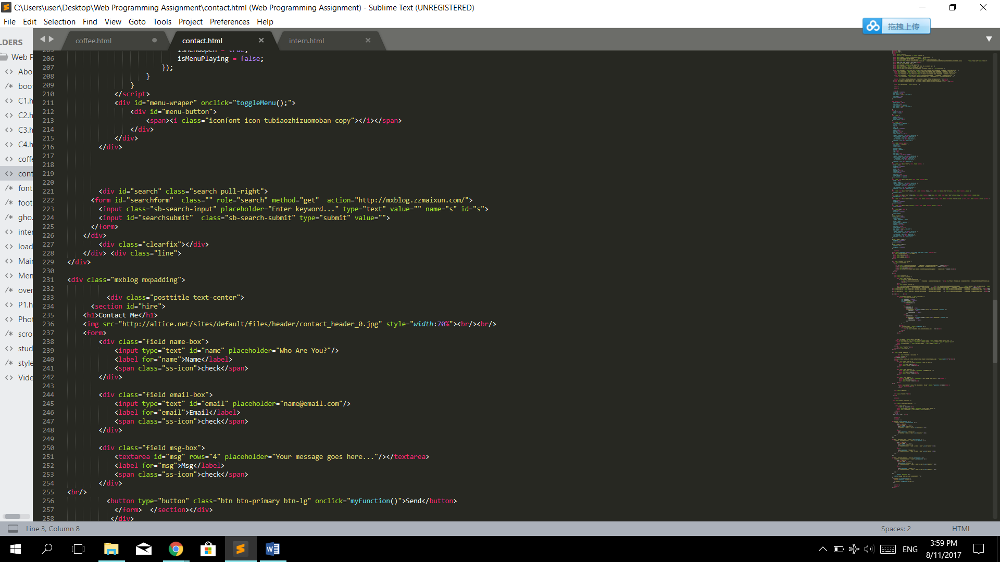 C:\Users\user\Desktop\Web Programming Assignment\contact.html (Web Programming Assignment) - Sublime Text (UNREGISTERED)
File Edit Selection Find View Goto Tools Project Preferences Help
拖拽上传
LDERS
coffee.html
contact.html
intern.html
Web P
Abo
boot
C1.h
C2.h
C3.h
C4.h
coffe
cont
font
foot
gho.
inter
load
Mair
Men
over
P1.h
Phot
scro
stud
style
Vide
205 isMenuOpen = true;
206 isMenuPlaying = false;
207 });
208 }
209 }
210 </script>
211 <div id="menu-wraper" onclick="toggleMenu();">
212 <div id="menu-button">
213 <span><i class="iconfont icon-tubiaozhizuomoban-copy"></i></span>
214 </div>
215 </div>
216 </div>
217
218
219
220
221 <div id="search" class="search pull-right">
222 <form id="searchform"  class="" role="search" method="get"  action="http://mxblog.zzmaixun.com/">
223 <input class="sb-search-input" placeholder="Enter keyword..." type="text" value="" name="s" id="s">
224 <input id="searchsubmit"  class="sb-search-submit" type="submit" value="">
225 </form>
226 </div>
227 <div class="clearfix"></div>
228 </div> <div class="line">
229 </div>
230
231 <div class="mxblog mxpadding">
232
233 <div class="posttitle text-center">
234 <section id="hire">
235 <h1>Contact Me</h1>
236 <img src="http://altice.net/sites/default/files/header/contact_header_0.jpg" style="width:70%"><br/><br/>
237 <form>
238 <div class="field name-box">
239 <input type="text" id="name" placeholder="Who Are You?"/>
240 <label for="name">Name</label>
241 <span class="ss-icon">check</span>
242 </div>
243
244 <div class="field email-box">
245 <input type="text" id="email" placeholder="name@email.com"/>
246 <label for="email">Email</label>
247 <span class="ss-icon">check</span>
248 </div>
249
250 <div class="field msg-box">
251 <textarea id="msg" rows="4" placeholder="Your message goes here..."/></textarea>
252 <label for="msg">Msg</label>
253 <span class="ss-icon">check</span>
254 </div>
255 <br/>
256 <button type="button" class="btn btn-primary btn-lg" onclick="myFunction()">Send</button>
257 </form>  </section></div>
258 </div>
Line 3, Column 8
Spaces: 2
HTML
ENG
3:59 PM
8/11/2017